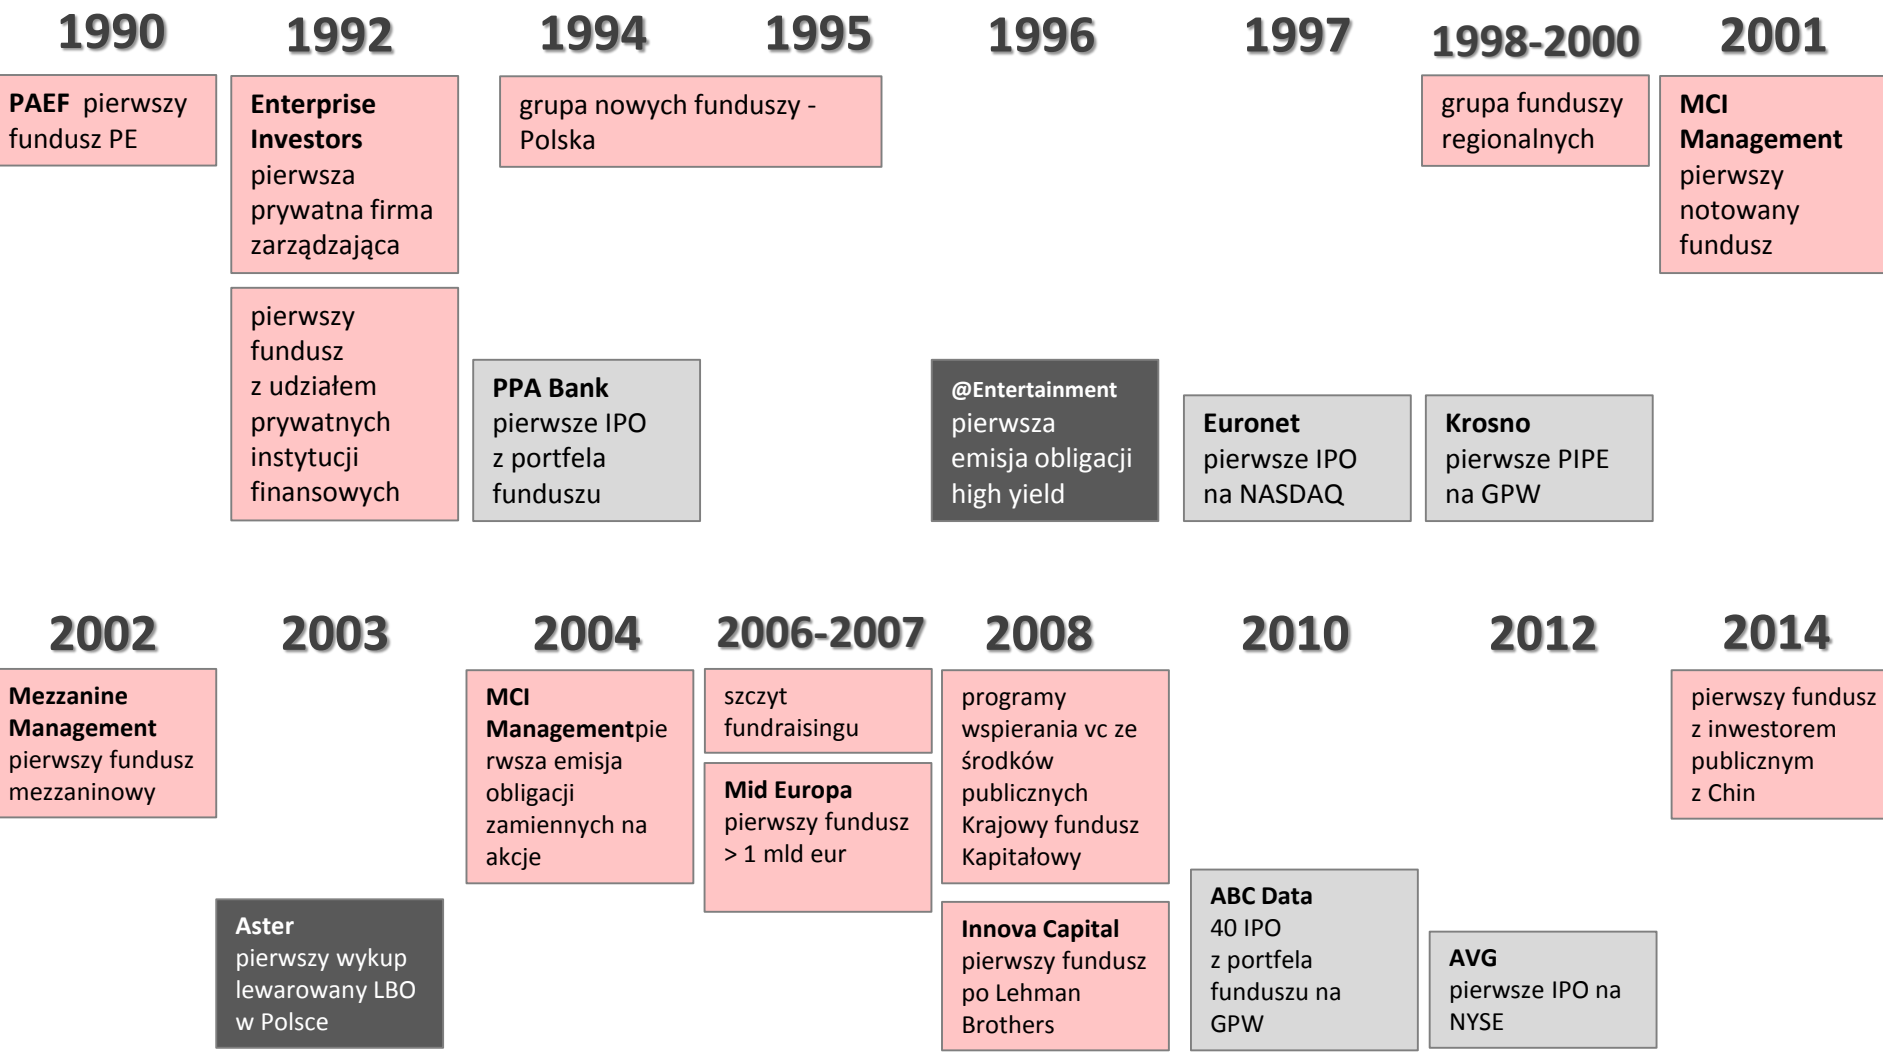 1990
1992
1994
1995
1996
1997
1998-2000
2001
PAEF pierwszy
fundusz PE
Enterprise
Investors
pierwsza
prywatna firma
zarządzająca
grupa nowych funduszy -
Polska
grupa funduszy
regionalnych
MCI
Management
pierwszy
notowany
fundusz
pierwszy
fundusz
z udziałem
prywatnych
instytucji
finansowych
PPA Bank
pierwsze IPO
z portfela
funduszu
@Entertainment
pierwsza
emisja obligacji
high yield
Euronet
pierwsze IPO
na NASDAQ
Krosno
pierwsze PIPE
na GPW
2002
2003
2004
2006-2007
2008
2010
2012
2014
Mezzanine
Management
pierwszy fundusz
mezzaninowy
Aster
pierwszy wykup
lewarowany LBO
w Polsce
MCI
Managementpie
rwsza emisja
obligacji
zamiennych na
akcje
szczyt
fundraisingu
Mid Europa
pierwszy fundusz
> 1 mld eur
programy
wspierania vc ze
środków
publicznych
Krajowy fundusz
Kapitałowy
Innova Capital
pierwszy fundusz
po Lehman
Brothers
ABC Data
40 IPO
z portfela
funduszu na
GPW
AVG
pierwsze IPO na
NYSE
pierwszy fundusz
z inwestorem
publicznym
z Chin